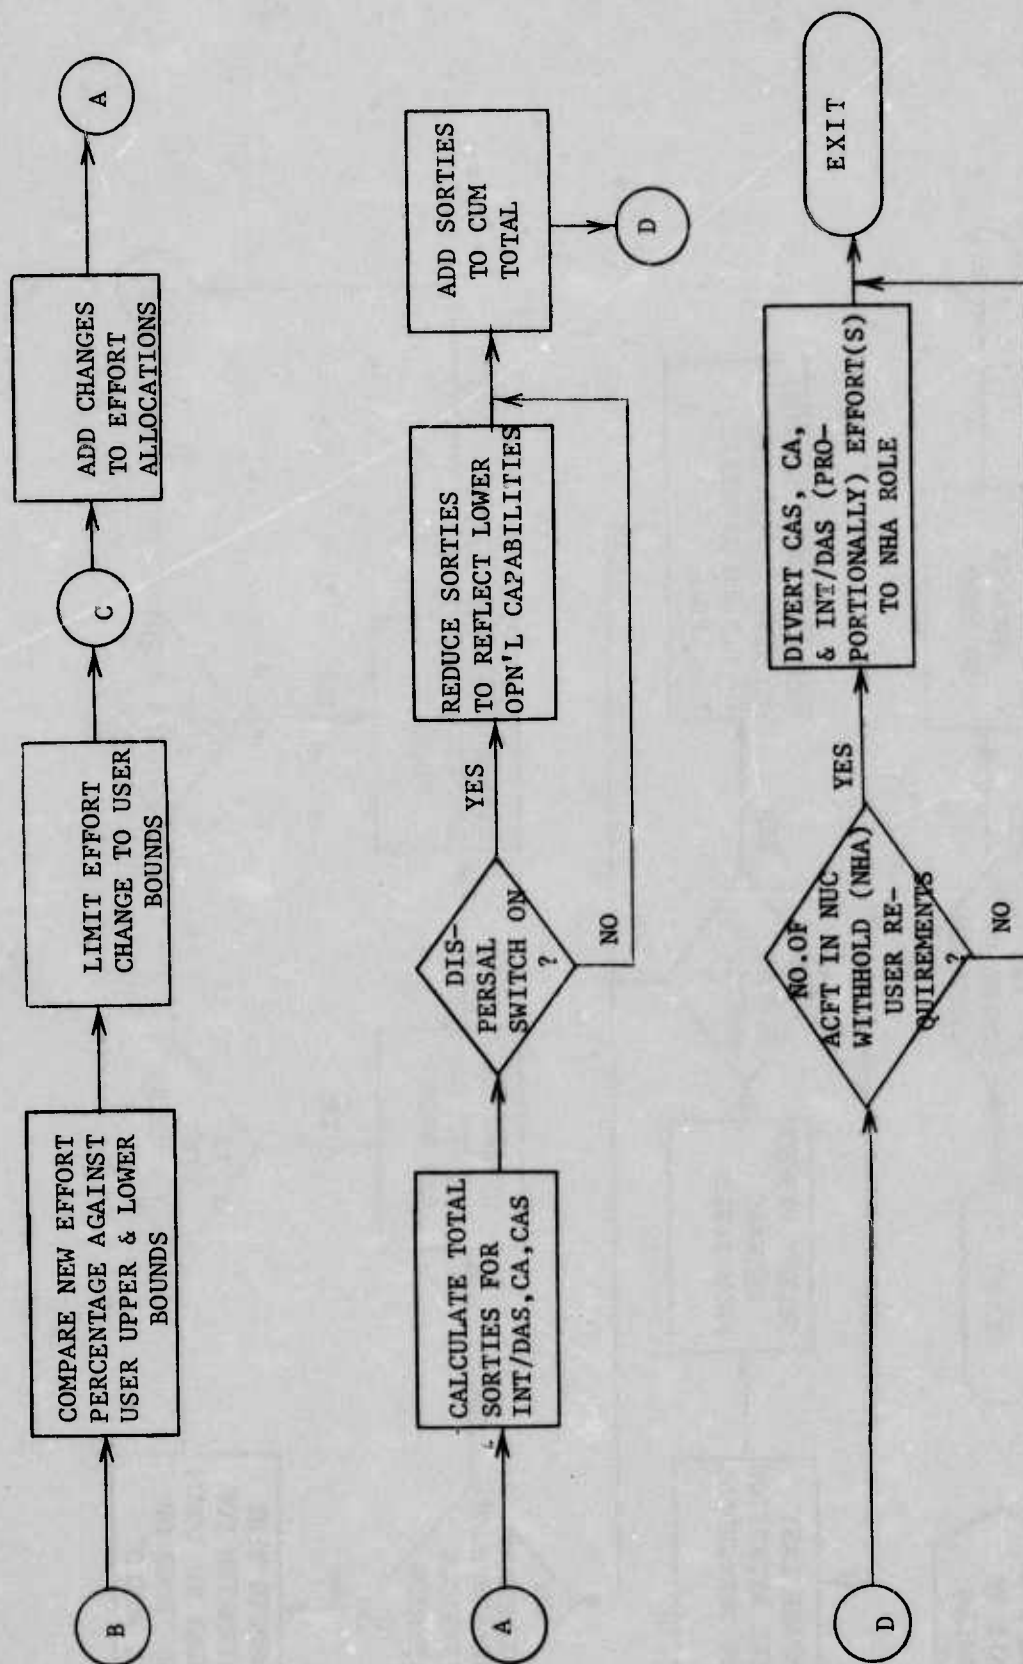 B
COMPARE NEW EFFORT
PERCENTAGE AGAINST
USER UPPER & LOWER
BOUNDS
LIMIT EFFORT
CHANGE TO USER
BOUNDS
C
ADD CHANGES
TO EFFORT
ALLOCATIONS
A
A
CALCULATE TOTAL
SORTIES FOR
INT/DAS,CA,CAS
DIS-
PERSAL
SWITCH ON
?
YES
NO
REDUCE SORTIES
TO REFLECT LOWER
OPN'L CAPABILITIES
ADD SORTIES
TO CUM
TOTAL
D
D
NO.OF
ACFT IN NUC
WITHHOLD (NHA)
USER RE-
QUIREMENTS
?
YES
NO
DIVERT CAS, CA,
& INT/DAS (PRO-
PORTIONALLY) EFFORT(S)
TO NHA ROLE
EXIT